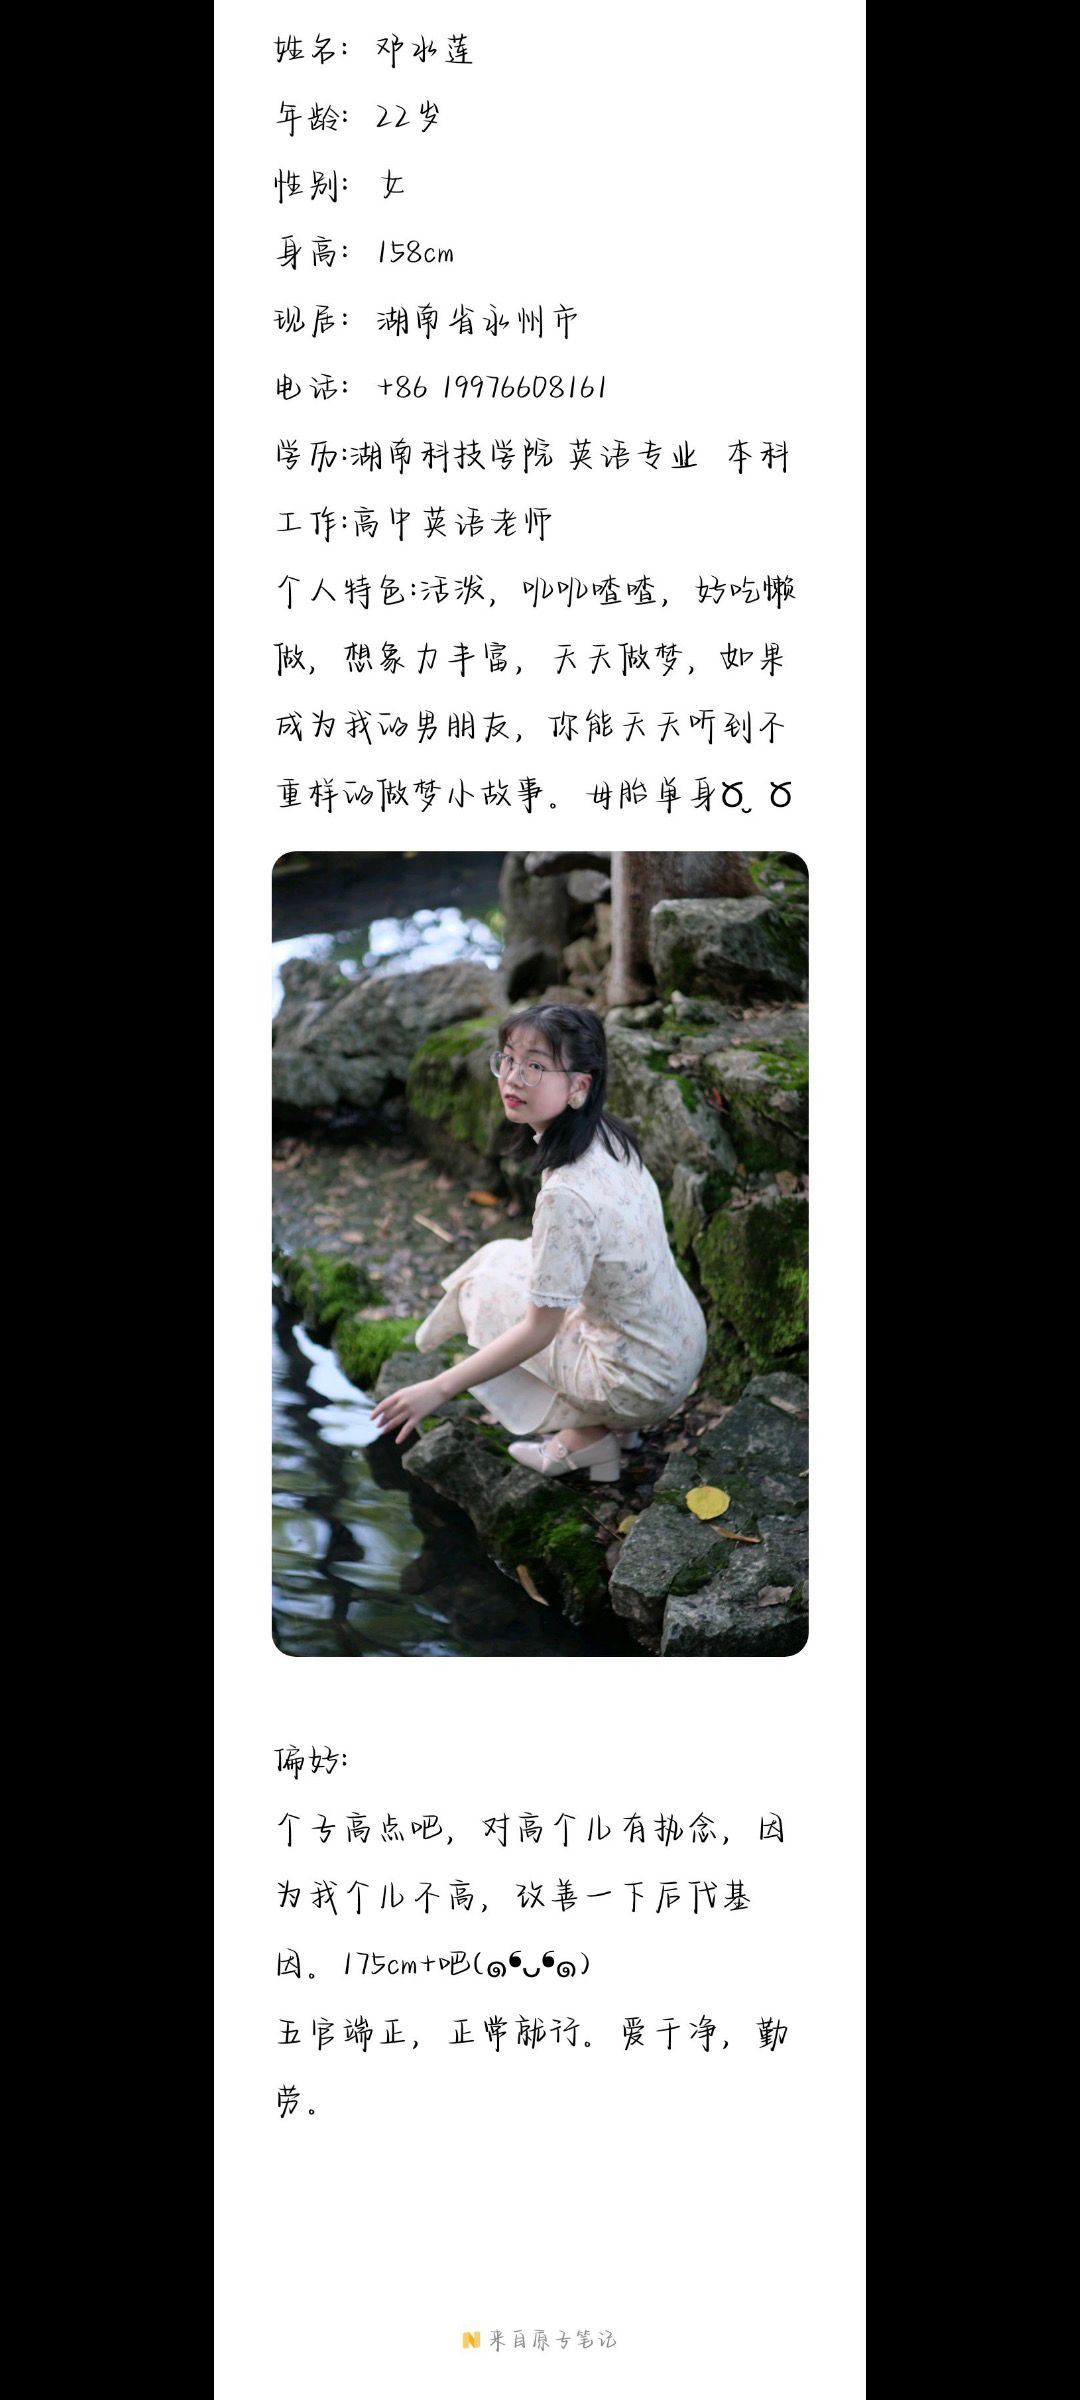 姓名：邓水莲
年龄：22岁
性别：女
身高：158cm
现居：湖南省永州市
电话：+86 19976608161
学历:湖南科技学院 英语专业 本科
工作:高中英语老师
个人特色:活泼，叽叽喳喳，好吃懒
做，想象力丰富，天天做梦，如果
成为我的男朋友，你能天天听到不
重样的做梦小故事。母胎单身Ծ‸ Ծ
偏好:
个子高点吧，对高个儿有执念，因
为我个儿不高，改善一下后代基
因。175cm+吧(๑❛ᴗ❛๑)
五官端正，正常就行。爱干净，勤
劳。
来自原子笔记